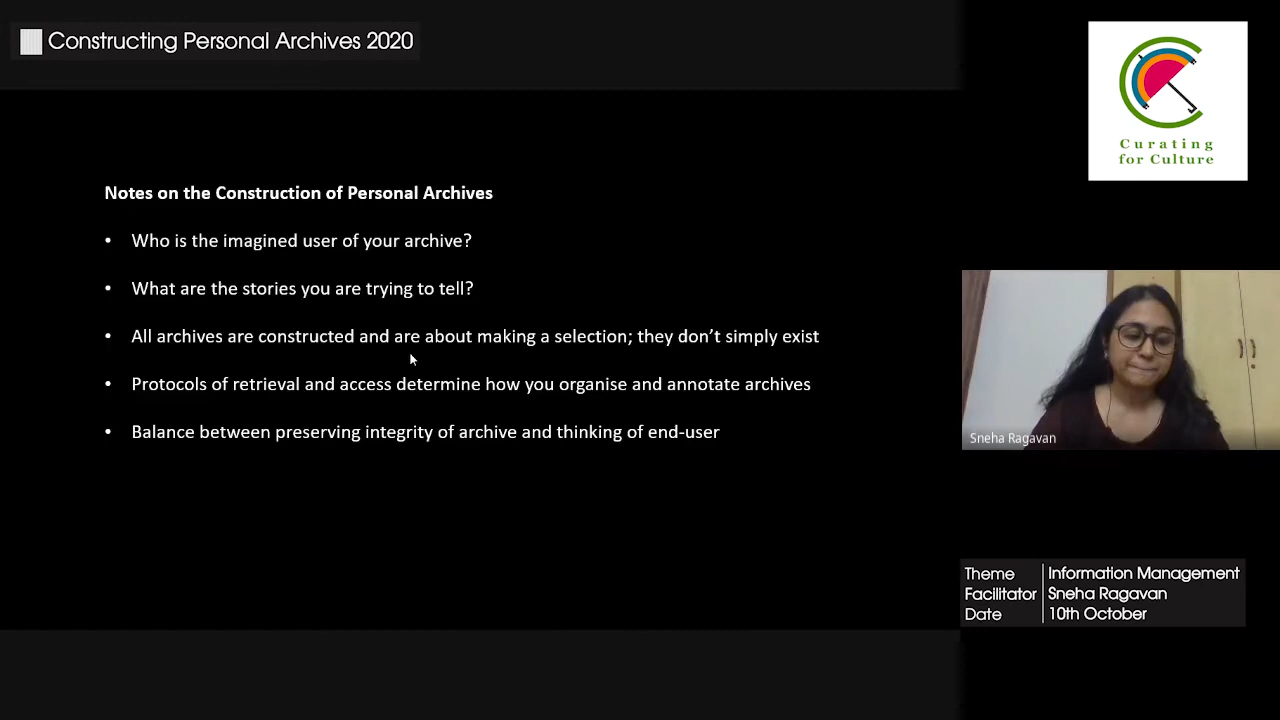 Constructing Personal Archives 2020
Curating
for Culture
Notes on the Construction of Personal Archives
• Who is the imagined user of your archive?
• What are the stories you are trying to tell?
• All archives are constructed and are about making a selection; they don’t simply exist
• Protocols of retrieval and access determine how you organise and annotate archives
• Balance between preserving integrity of archive and thinking of end-user
Sneha Ragavan
Theme Information Management
Facilitator Sneha Ragavan
Date 10th October